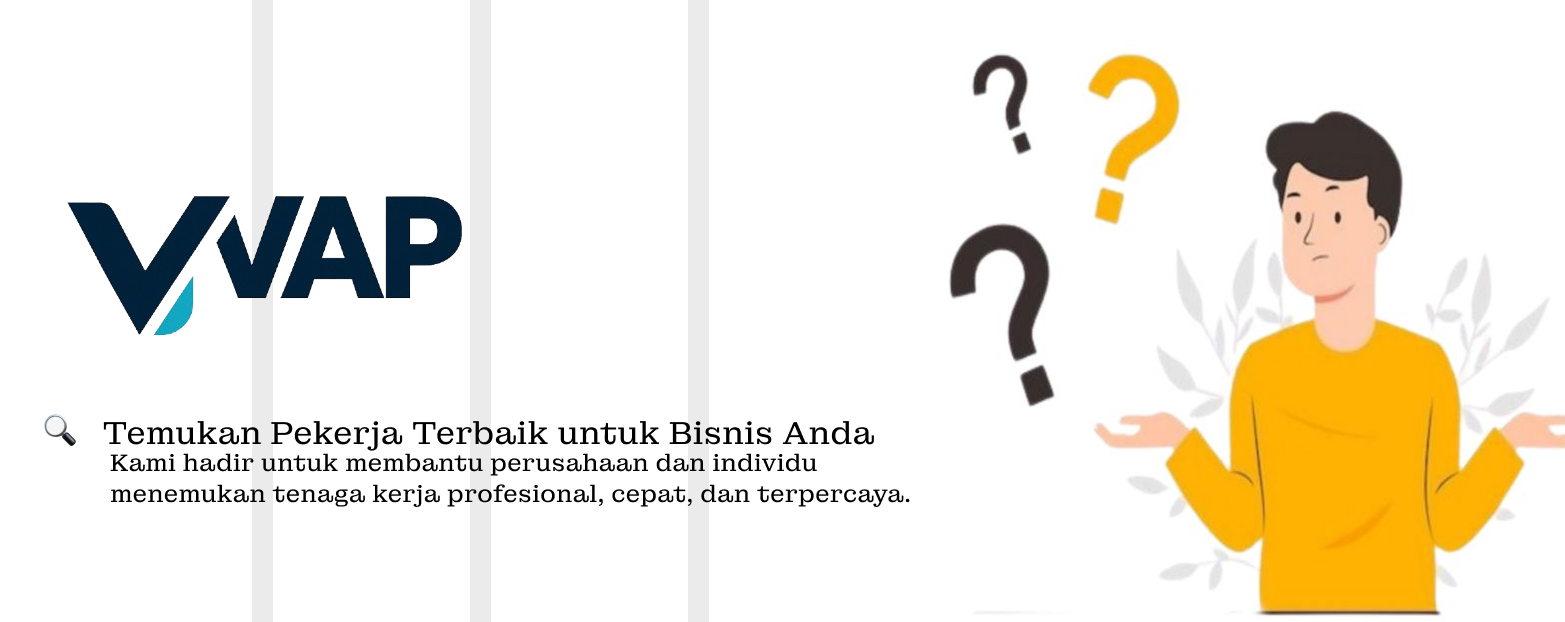 VWAP
🔍 Temukan Pekerja Terbaik untuk Bisnis Anda
Kami hadir untuk membantu perusahaan dan individu
menemukan tenaga kerja profesional, cepat, dan terpercaya.
? ?
?